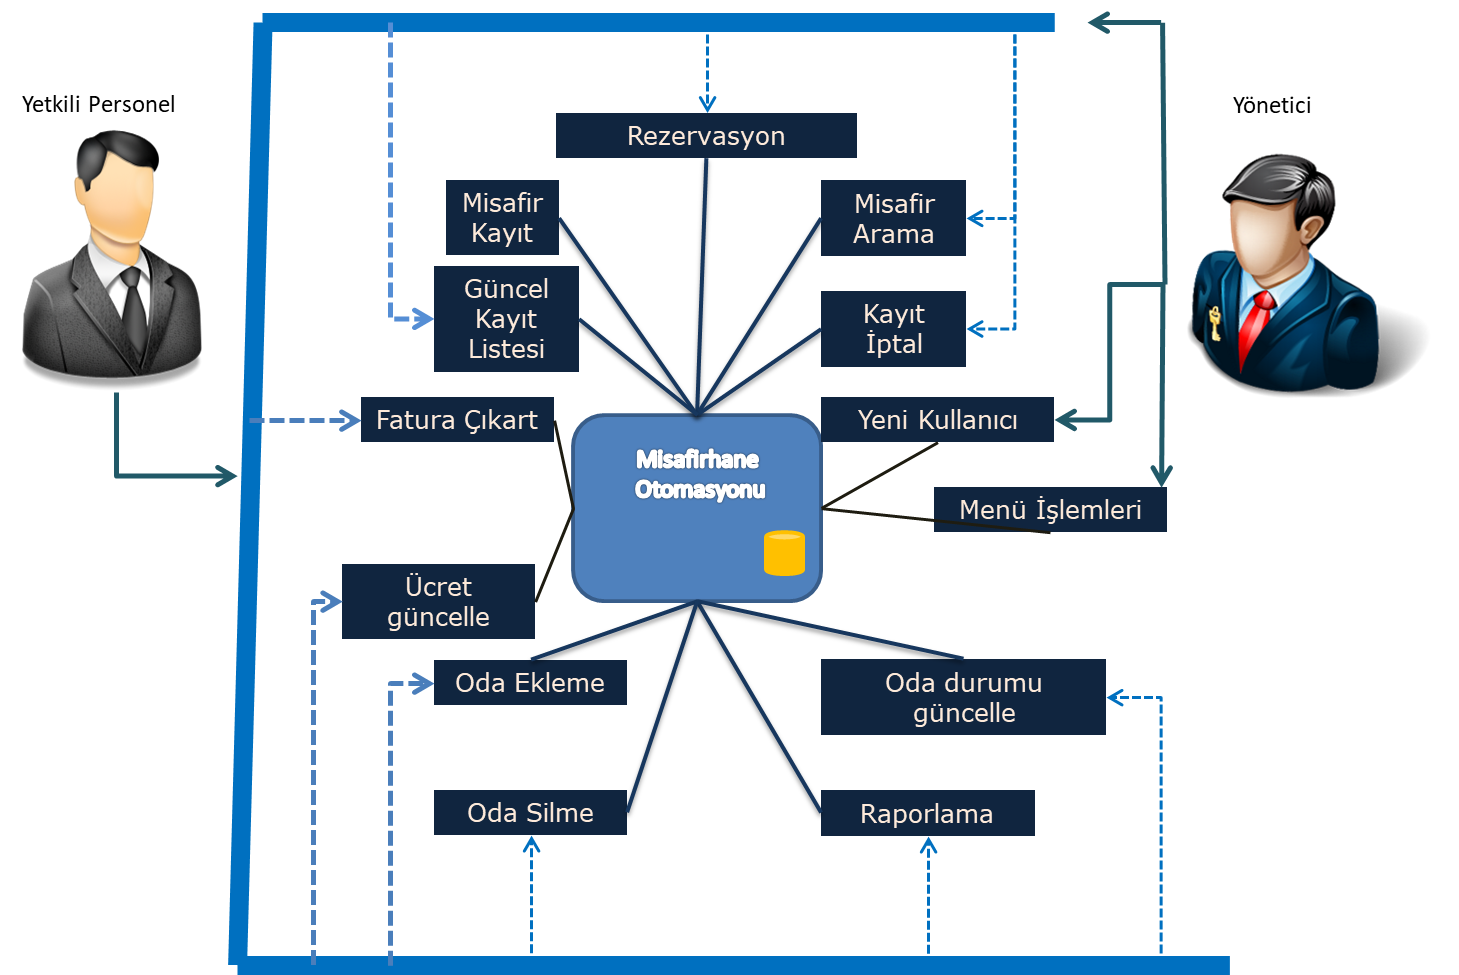 Yetkili Personel
Yönetici
Rezervasyon
Misafir
Kayıt
Misafir
Arama
Güncel
Kayıt
Listesi
Kayıt
İptal
Fatura Çıkart
Yeni Kullanıcı
Misafirhane
Otomasyonu
Menü İşlemleri
Ücret
güncelle
Oda Ekleme
Oda durumu
güncelle
Oda Silme
Raporlama